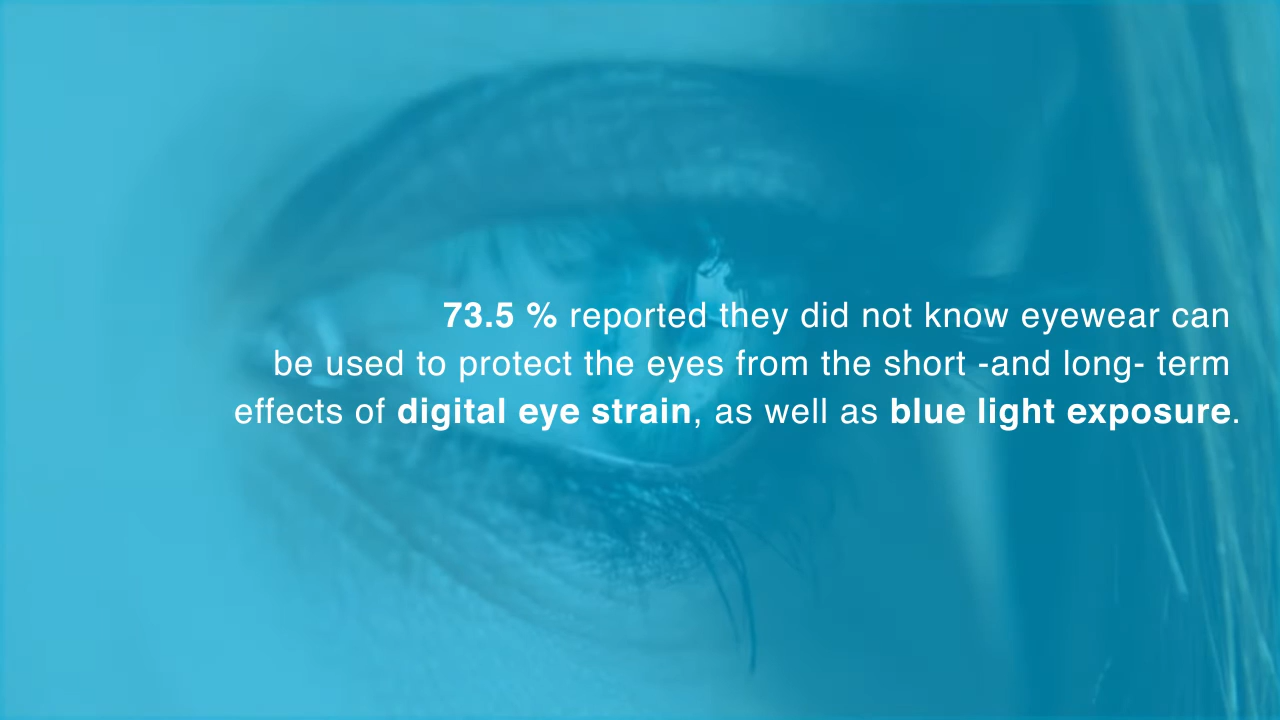 73.5 % reported they did not know eyewear can
be used to protect the eyes from the short -and long- term
effects of digital eye strain, as well as blue light exposure.